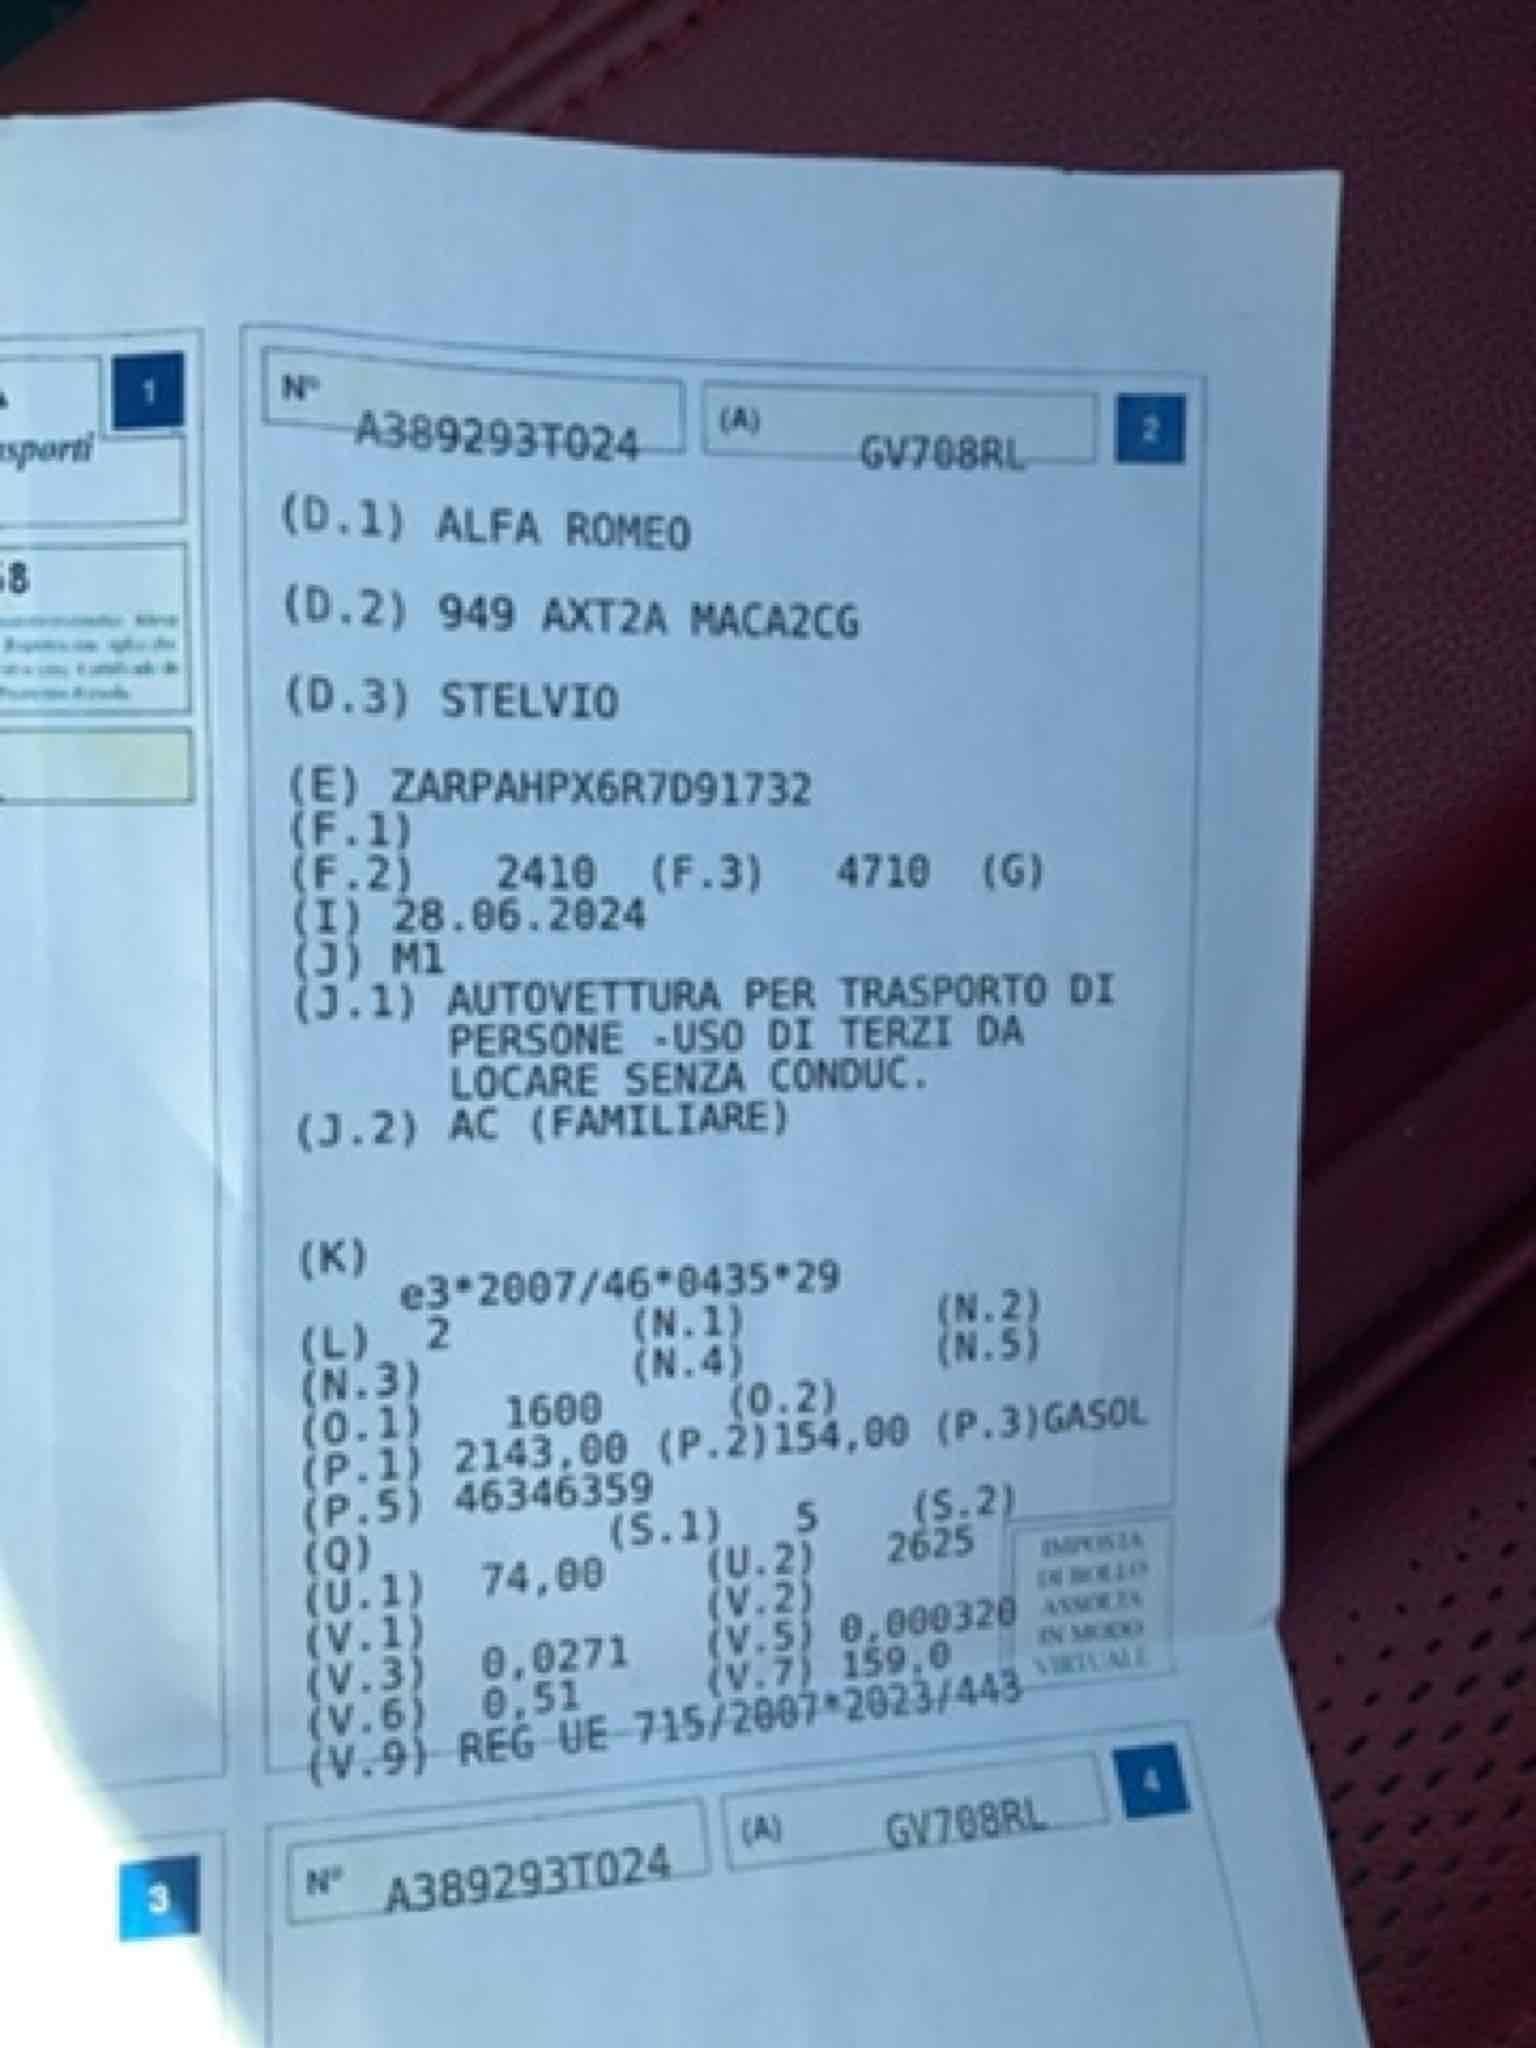 1
sporti
68
N° A389293T024 (A) GV708RL 2
(D.1) ALFA ROMEO
(D.2) 949 AXT2A MACA2CG
(D.3) STELVIO
(E) ZARPAHPX6R7D91732
(F.1)
(F.2) 2410 (F.3) 4710 (G)
(I) 28.06.2024
(J) M1
(J.1) AUTOVETTURA PER TRASPORTO DI
PERSONE -USO DI TERZI DA
LOCARE SENZA CONDUC.
(J.2) AC (FAMILIARE)
(K)
e3*2007/46*0435*29
(L) 2 (N.1) (N.2)
(N.3) (N.4) (N.5)
(O.1) 1600 (O.2)
(P.1) 2143,00 (P.2)154,00 (P.3)GASOL
(P.5) 46346359
(Q) (S.1) 5 (S.2)
(U.1) 74,00 (U.2) 2625
(V.1) (V.2)
(V.3) 0,0271 (V.5) 0,000320
(V.6) 0,51 (V.7) 159,0
(V.9) REG UE 715/2007*2023/443
IMPOSTA
DI BOLLO
ASSOLTA
IN MODO
VIRTUALE
3
N° A389293T024 (A) GV708RL 4